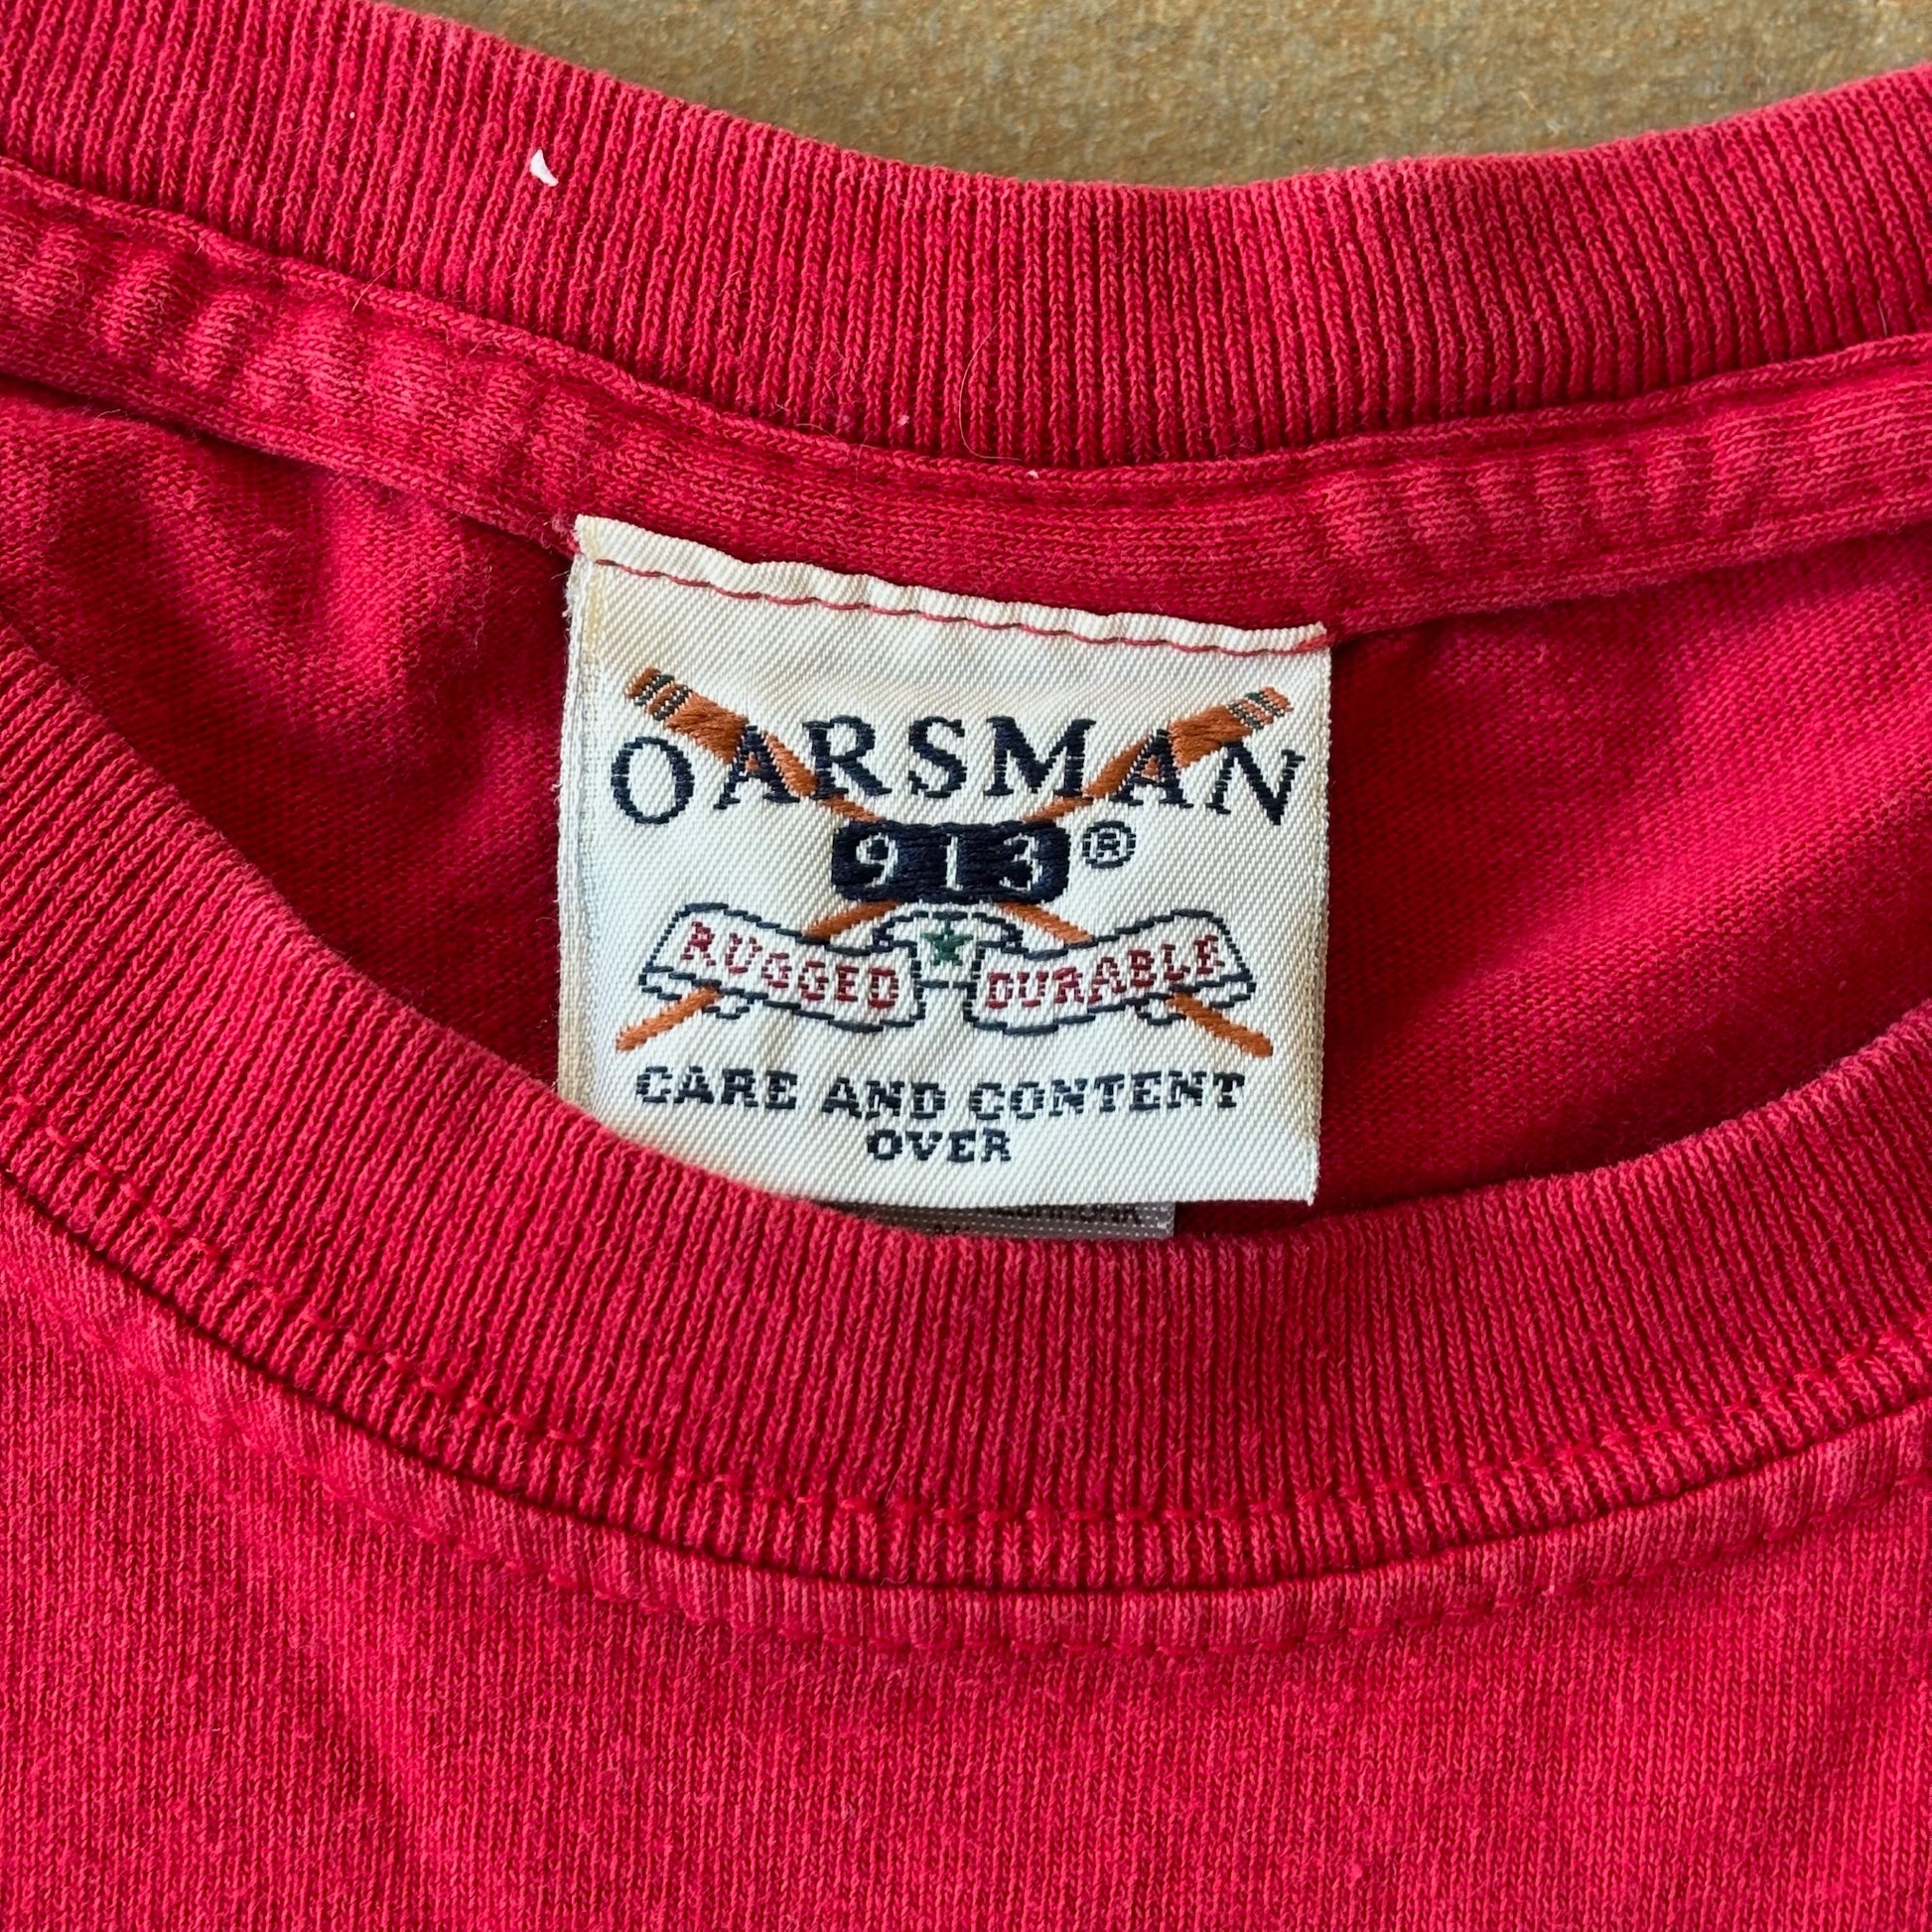 OARSMAN
913®
RUGGED DURABLE
CARE AND CONTENT
OVER